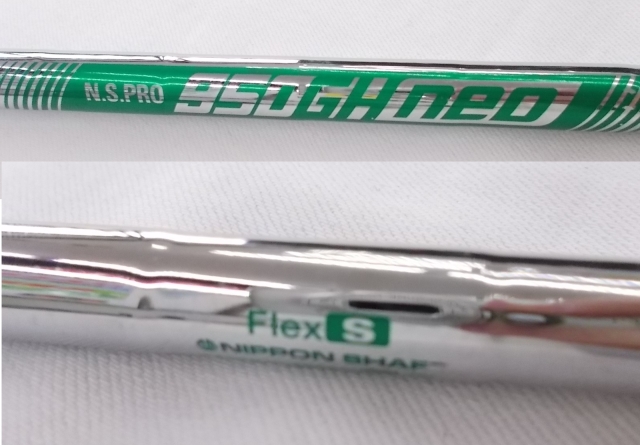 N.S.PRO 950GH neo
Flex S
NIPPON SHAF